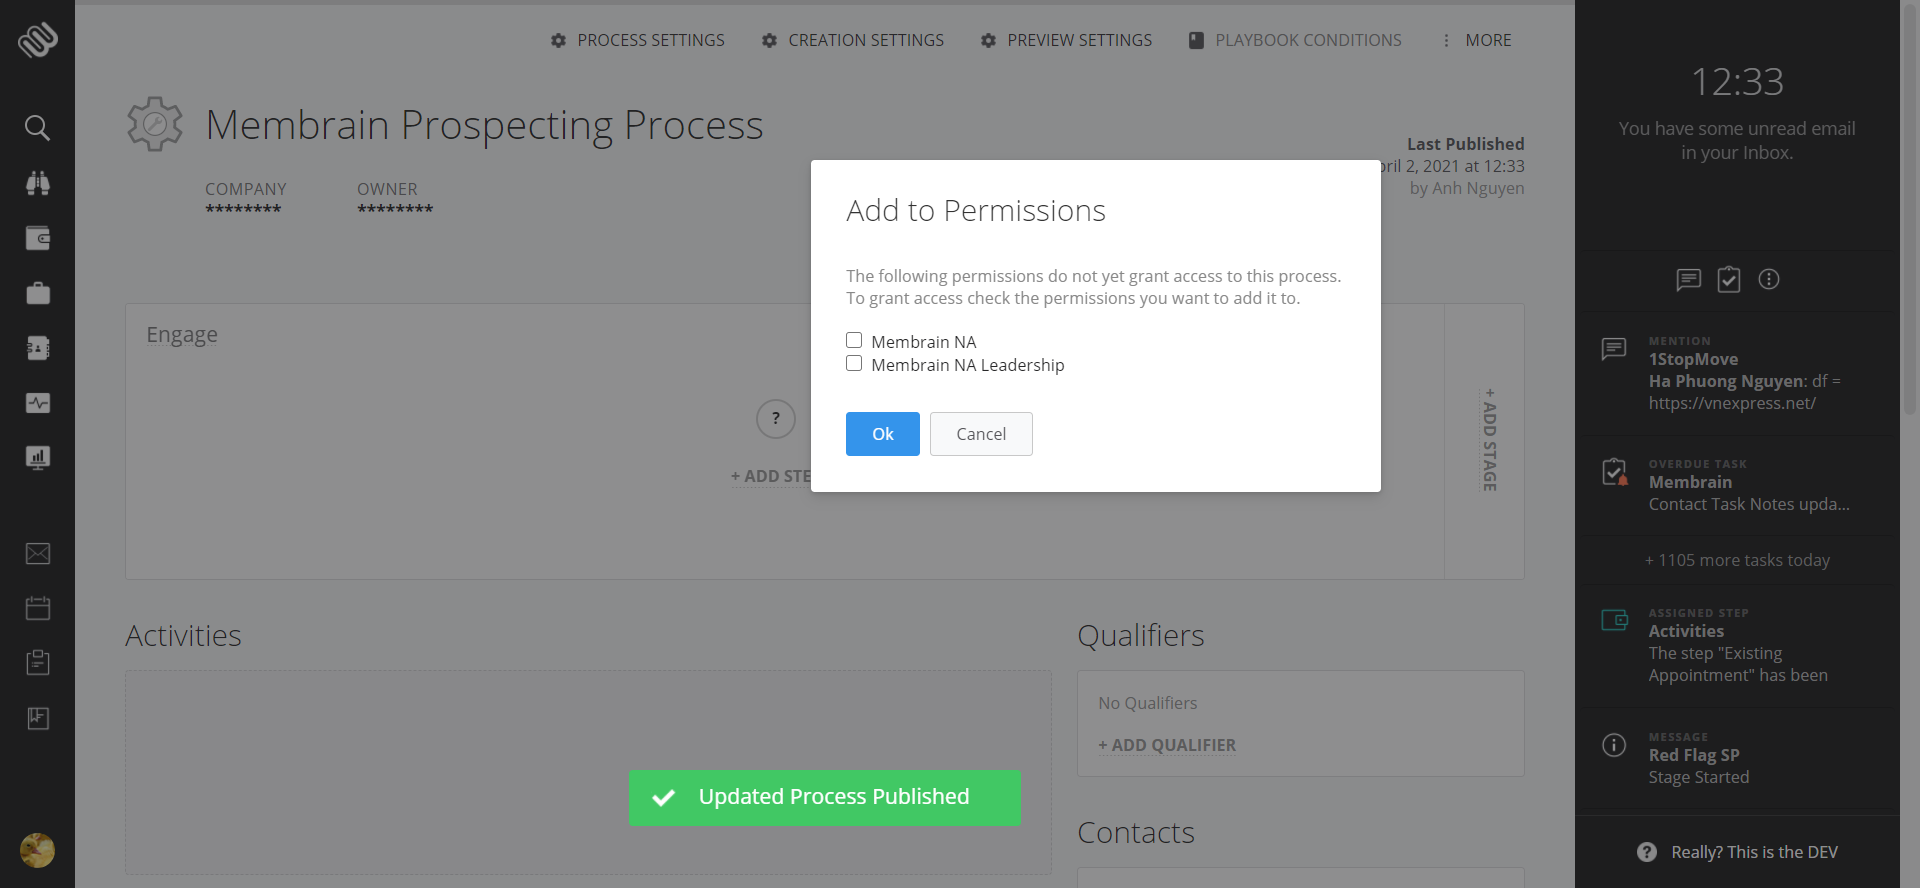 PROCESS SETTINGS
CREATION SETTINGS
PREVIEW SETTINGS
PLAYBOOK CONDITIONS
MORE
Membrain Prospecting Process
COMPANY
********
OWNER
********
Last Published
pril 2, 2021 at 12:33
by Anh Nguyen
Add to Permissions
The following permissions do not yet grant access to this process.
To grant access check the permissions you want to add it to.
Membrain NA
Membrain NA Leadership
Ok
Cancel
Engage
?
+ ADD STE
+ ADD STAGE
Activities
Qualifiers
No Qualifiers
+ ADD QUALIFIER
Updated Process Published
Contacts
12:33
You have some unread email
in your Inbox.
MENTION
1StopMove
Ha Phuong Nguyen: df =
https://vnexpress.net/
OVERDUE TASK
Membrain
Contact Task Notes upda...
+ 1105 more tasks today
ASSIGNED STEP
Activities
The step "Existing
Appointment" has been
MESSAGE
Red Flag SP
Stage Started
? Really? This is the DEV